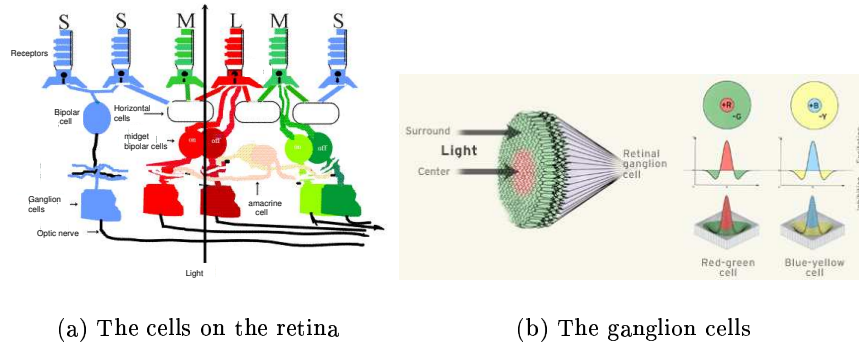 S S M L M S
Receptors
Bipolar
cell
Horizontal
cells
midget
bipolar cells
on off
on off
Ganglion
cells
amacrine
cell
Optic nerve
Light
(a) The cells on the retina
Surround
Light
Center
Retinal
ganglion
cell
+R
-G
+B
-Y
Red-green
cell
Blue-yellow
cell
(b) The ganglion cells